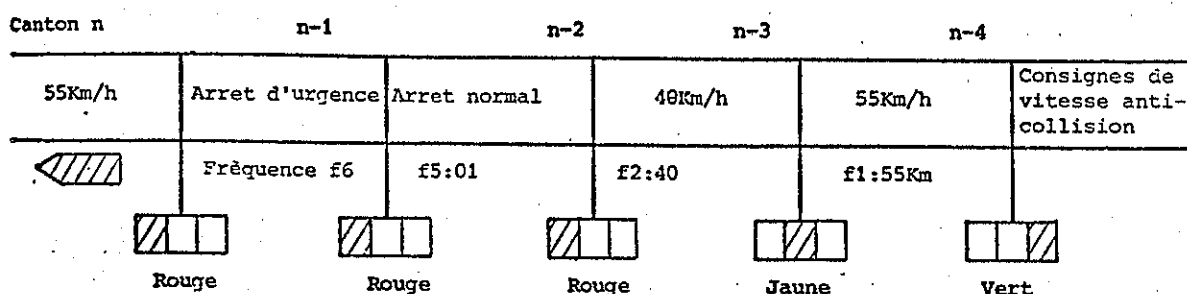 Canton n n-1 n-2 n-3 n-4
55Km/h Arret d'urgence Arret normal 40Km/h 55Km/h Consignes de
vitesse anti-
collision
Frèquence f6 f5:01 f2:40 f1:55Km
Rouge Rouge Rouge Jaune Vert